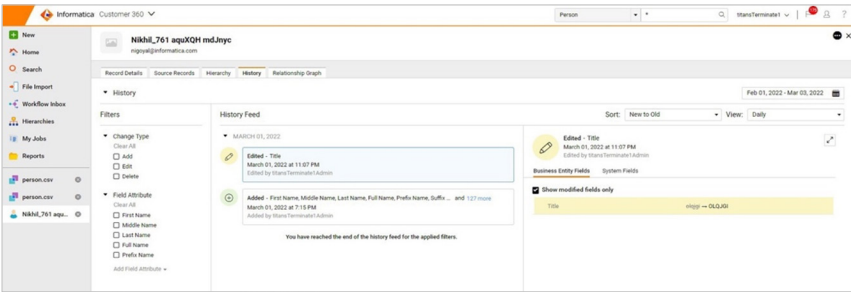 Informatica Customer 360
Person
*
titansTerminate1
?
New
Home
Search
File Import
Workflow Inbox
Hierarchies
My Jobs
Reports
person.csv
person.csv
Nikhil_761 aqu...
Nikhil_761 aquXQH mdJnyc
nigoyal@informatica.com
Record Details Source Records Hierarchy History Relationship Graph
History
Feb 01, 2022 - Mar 03, 2022
Filters
Change Type
Clear All
Add
Edit
Delete
Field Attribute
Clear All
First Name
Middle Name
Last Name
Full Name
Prefix Name
Add Field Attribute
History Feed
Sort: New to Old View: Daily
MARCH 01, 2022
Edited - Title
March 01, 2022 at 11:07 PM
Edited by titansTerminate1Admin
Added - First Name, Middle Name, Last Name, Full Name, Prefix Name, Suffix ... and 127 more
March 01, 2022 at 7:15 PM
Added by titansTerminate1Admin
You have reached the end of the history feed for the applied filters.
Edited - Title
March 01, 2022 at 11:07 PM
Edited by titansTerminate1Admin
Business Entity Fields System Fields
Show modified fields only
Title → OLQJGI